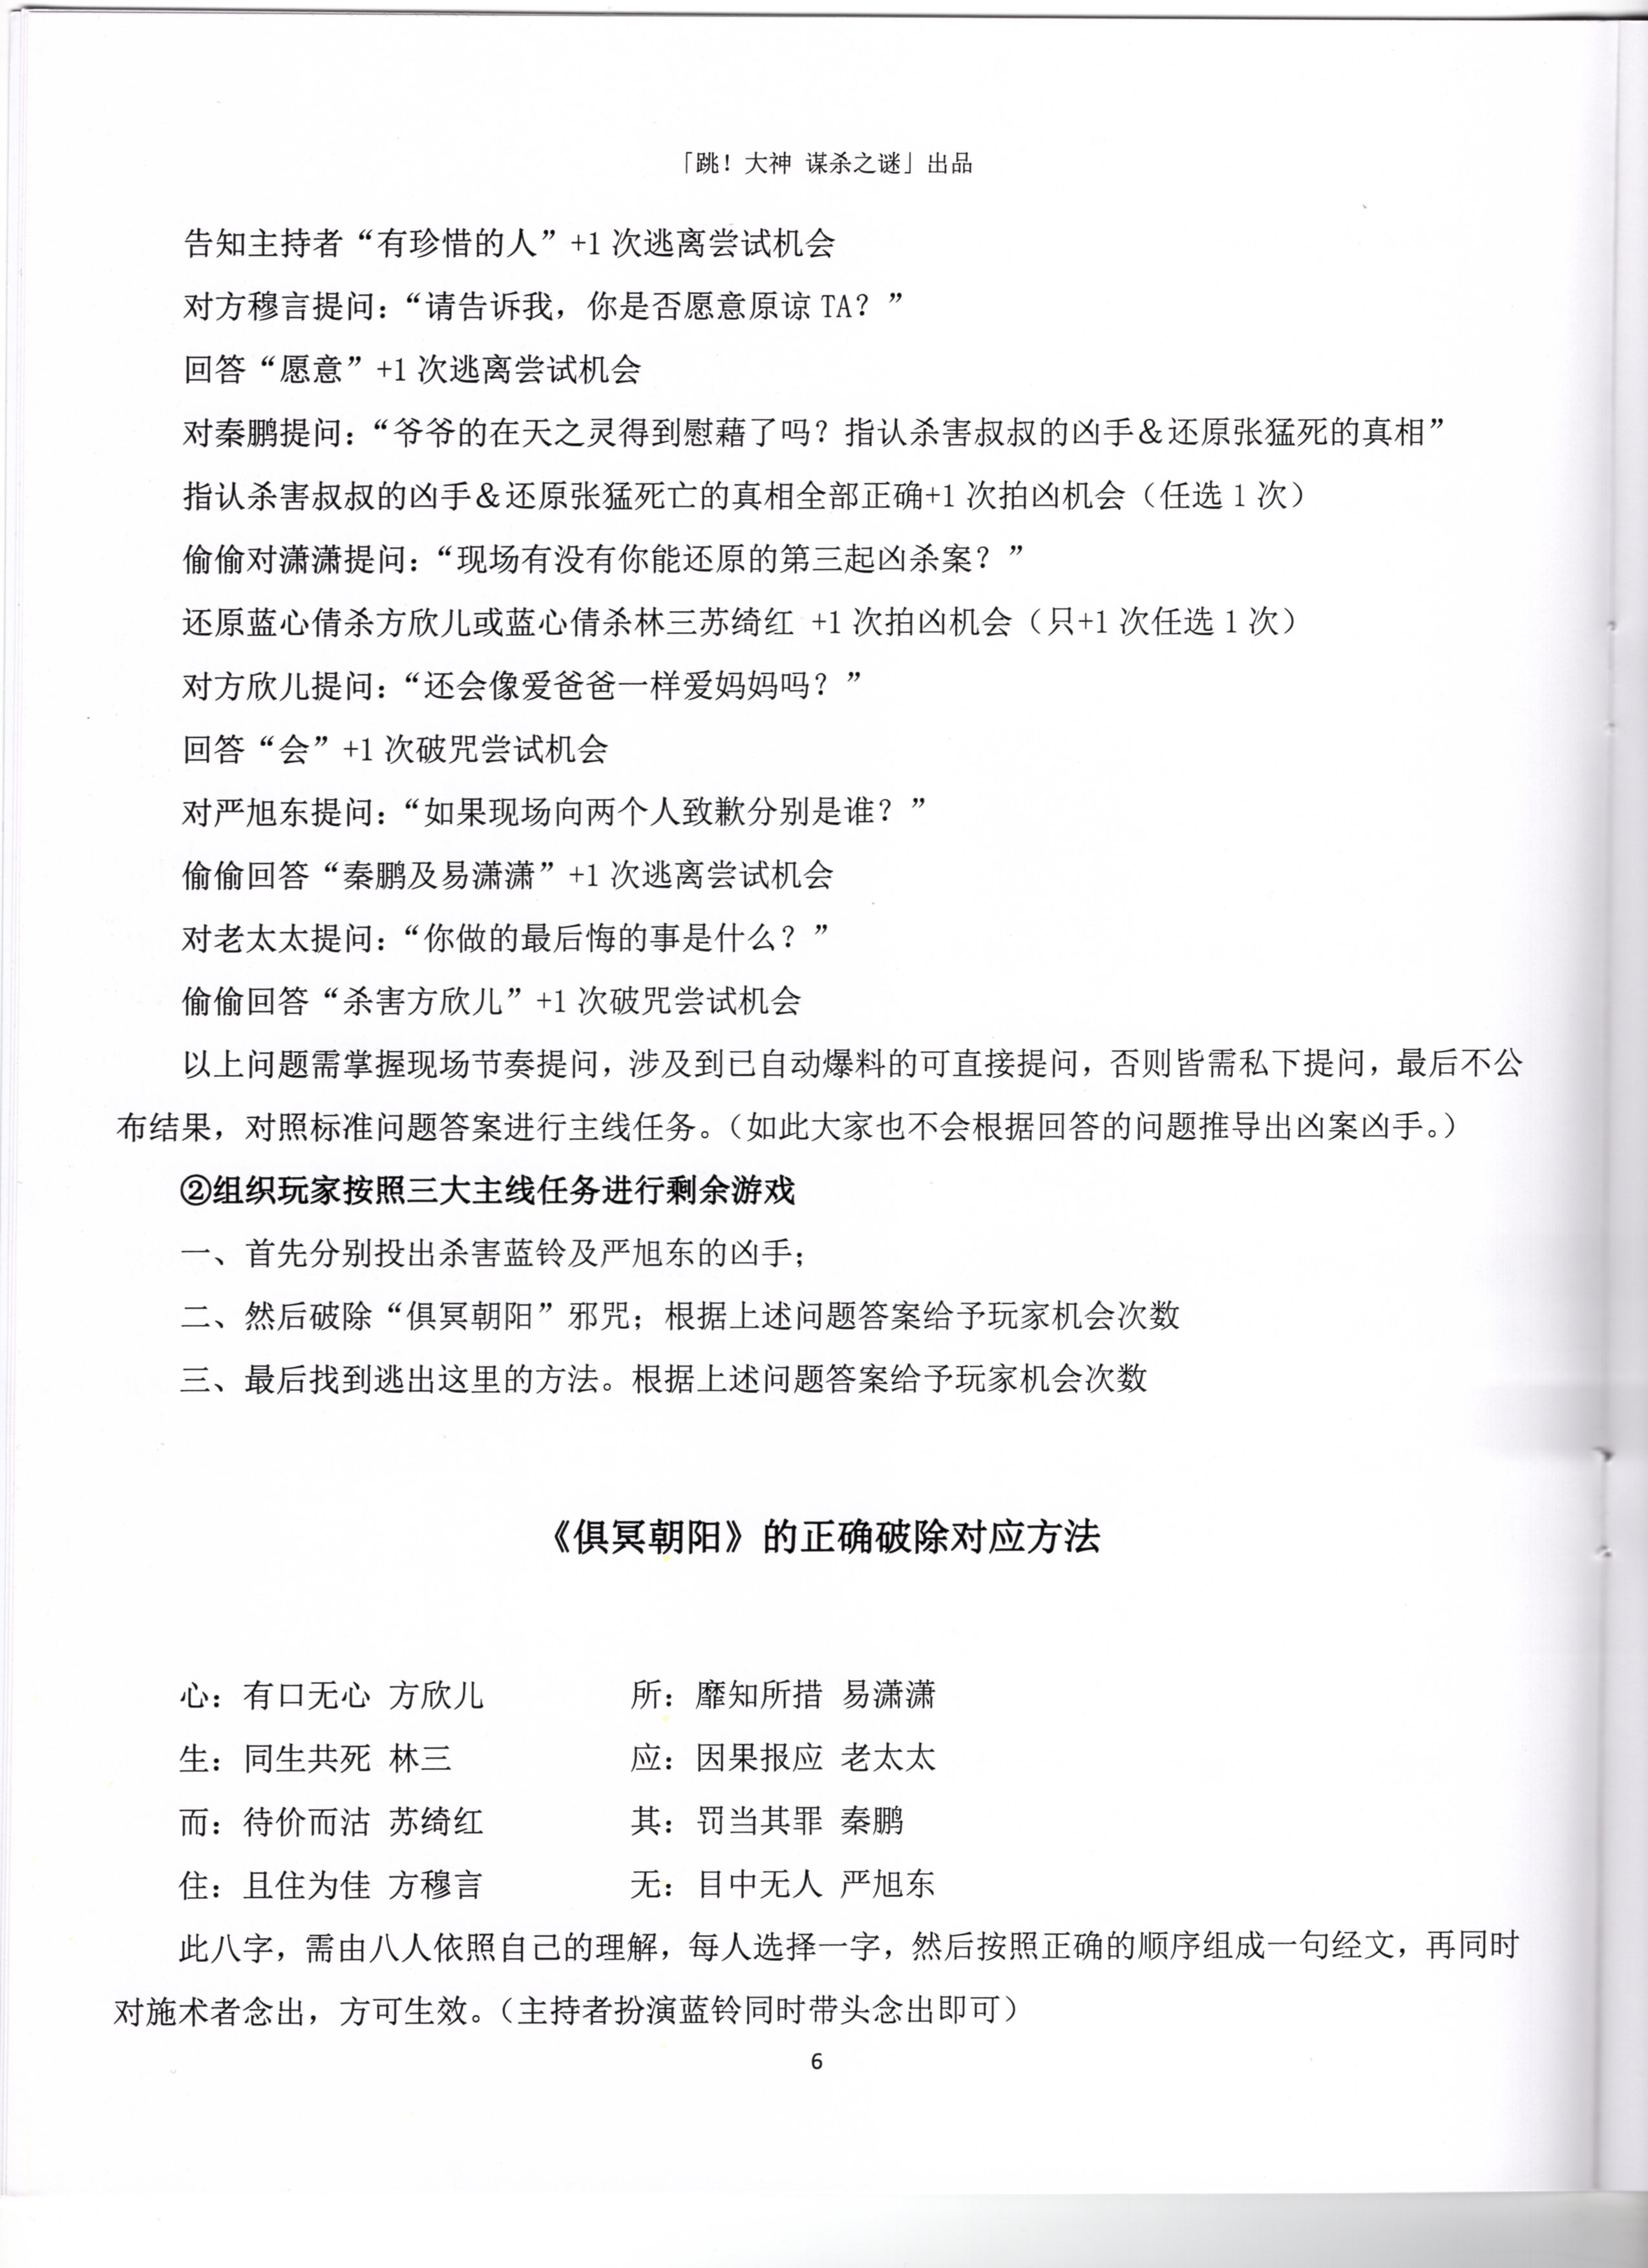 「跳！大神 谋杀之谜」出品
告知主持者“有珍惜的人”+1 次逃离尝试机会
对方穆言提问：“请告诉我，你是否愿意原谅 TA？”
回答“愿意”+1 次逃离尝试机会
对秦鹏提问：“爷爷的在天之灵得到慰藉了吗？指认杀害叔叔的凶手&还原张猛死的真相”
指认杀害叔叔的凶手&还原张猛死亡的真相全部正确+1 次拍凶机会（任选 1 次）
偷偷对潇潇提问：“现场有没有你能还原的第三起凶杀案？”
还原蓝心倩杀方欣儿或蓝心倩杀林三苏绮红 +1 次拍凶机会（只+1 次任选 1 次）
对方欣儿提问：“还会像爱爸爸一样爱妈妈吗？”
回答“会”+1 次破咒尝试机会
对严旭东提问：“如果现场向两个人致歉分别是谁？”
偷偷回答“秦鹏及易潇潇”+1 次逃离尝试机会
对老太太提问：“你做的最后悔的事是什么？”
偷偷回答“杀害方欣儿”+1 次破咒尝试机会
以上问题需掌握现场节奏提问，涉及到已自动爆料的可直接提问，否则皆需私下提问，最后不公
布结果，对照标准问题答案进行主线任务。（如此大家也不会根据回答的问题推导出凶案凶手。）
②组织玩家按照三大主线任务进行剩余游戏
一、首先分别投出杀害蓝铃及严旭东的凶手；
二、然后破除“俱冥朝阳”邪咒；根据上述问题答案给予玩家机会次数
三、最后找到逃出这里的方法。根据上述问题答案给予玩家机会次数
《俱冥朝阳》的正确破除对应方法
心：有口无心 方欣儿 所：靡知所措 易潇潇
生：同生共死 林三 应：因果报应 老太太
而：待价而沽 苏绮红 其：罚当其罪 秦鹏
住：且住为佳 方穆言 无：目中无人 严旭东
此八字，需由八人依照自己的理解，每人选择一字，然后按照正确的顺序组成一句经文，再同时
对施术者念出，方可生效。（主持者扮演蓝铃同时带头念出即可）
6